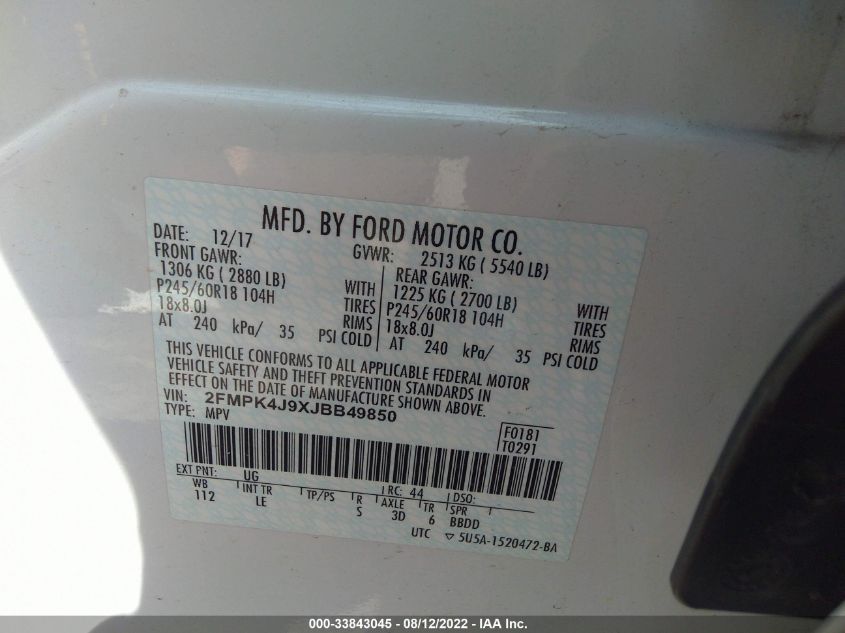 MFD. BY FORD MOTOR CO.
DATE: 12/17 GVWR: 2513 KG ( 5540 LB)
FRONT GAWR: REAR GAWR:
1306 KG ( 2880 LB) WITH 1225 KG ( 2700 LB) WITH
P245/60R18 104H TIRES P245/60R18 104H TIRES
18x8.0J RIMS 18x8.0J RIMS
AT 240 kPa/ 35 PSI COLD AT 240 kPa/ 35 PSI COLD
THIS VEHICLE CONFORMS TO ALL APPLICABLE FEDERAL MOTOR
VEHICLE SAFETY AND THEFT PREVENTION STANDARDS IN
EFFECT ON THE DATE OF MANUFACTURE SHOWN ABOVE.
VIN: 2FMPK4J9XJBB49850
TYPE: MPV
F0181
T0291
EXT PNT: UG RC: 44 DSO:
WB INT TR TP/PS R AXLE TR SPR
112 LE S 3D 6 BBDD
UTC ▽ 5U5A-1520472-BA
000-33843045 - 08/12/2022 - IAA Inc.